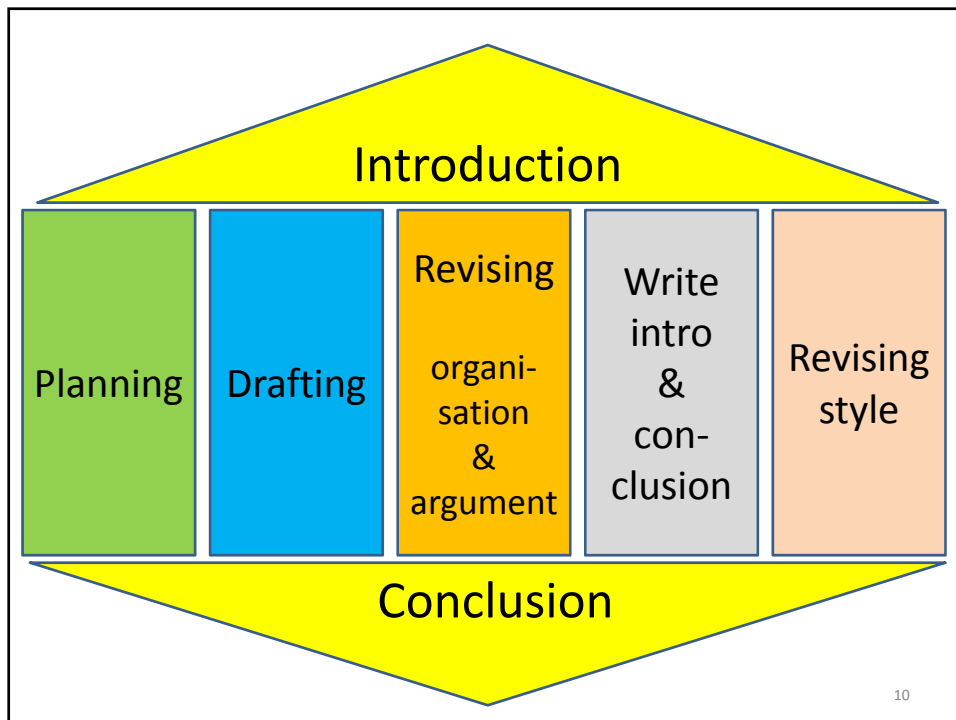 Introduction
Planning
Drafting
Revising
organi-
sation
&
argument
Write
intro
&
con-
clusion
Revising
style
Conclusion
10